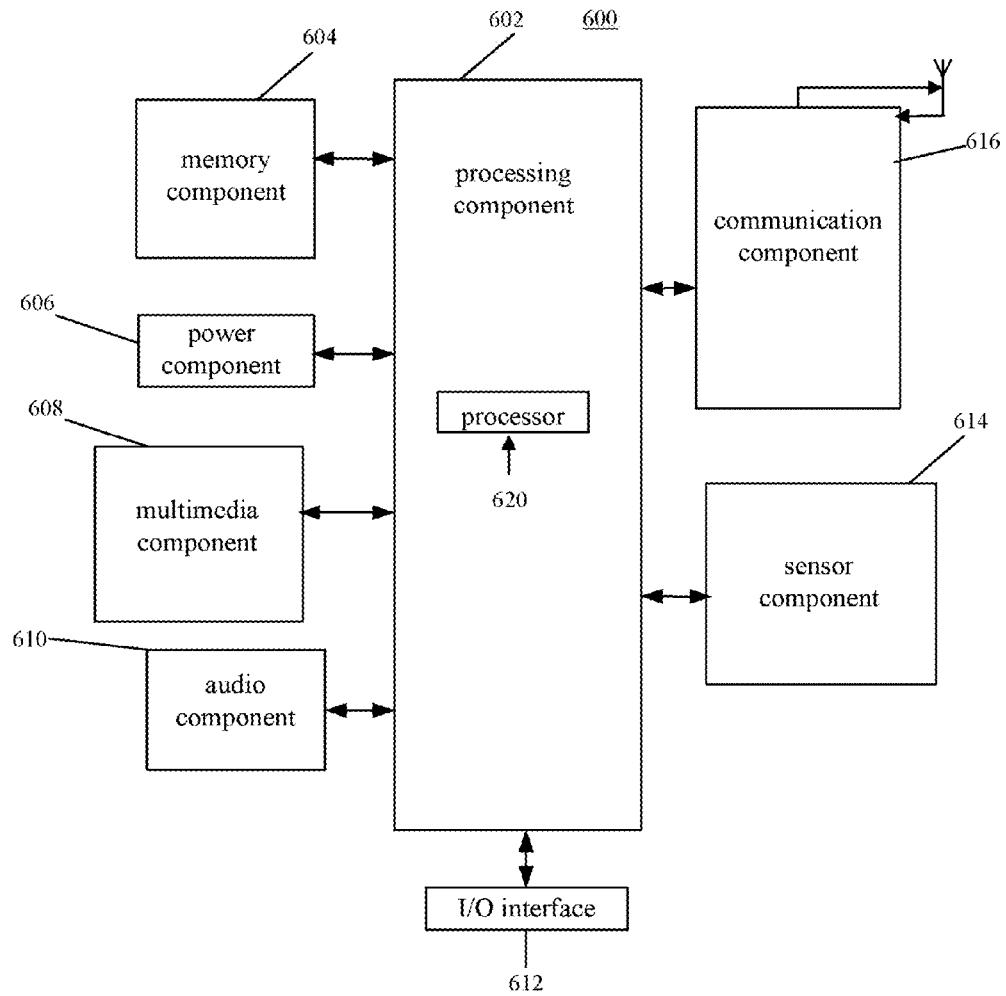 600
602
604
memory
component
processing
component
616
communication
component
606
power
component
processor
620
608
multimedia
component
614
sensor
component
610
audio
component
I/O interface
612